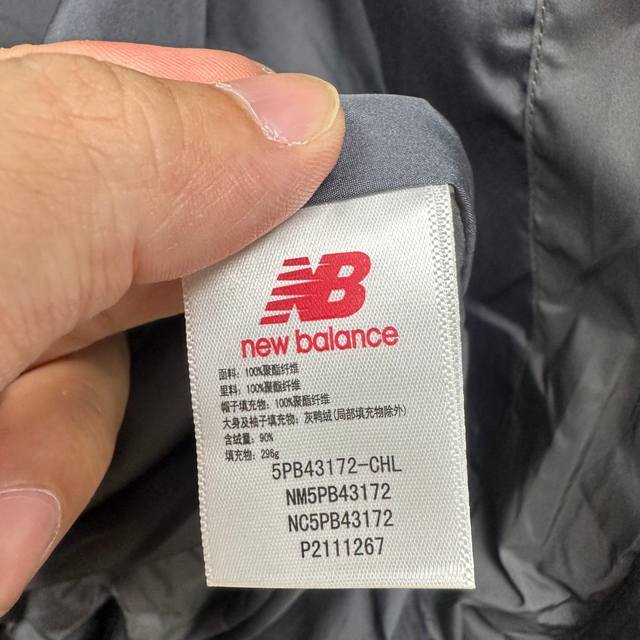 NB
new balance
面料：100%聚酯纤维
里料：100%聚酯纤维
帽子填充物：100%聚酯纤维
大身及袖子填充物：灰鸭绒(局部填充物除外)
含绒量：90%
填充物：296g
5PB43172-CHL
NM5PB43172
NC5PB43172
P2111267